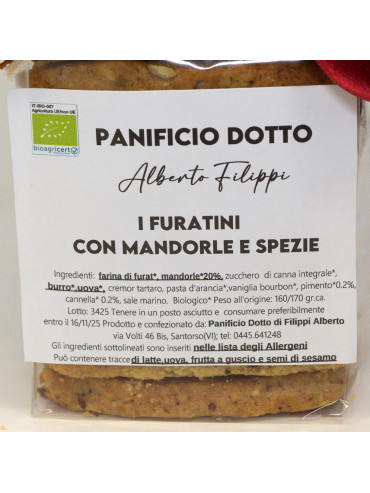 IT-BIO-007
Agricoltura UE/non UE
bioagricert
PANIFICIO DOTTO
Alberto Filippi
I FURATINI
CON MANDORLE E SPEZIE
Ingredienti: farina di furat*, mandorle*20%, zucchero di canna integrale*,
burro*,uova*, cremor tartaro, pasta d'arancia*,vaniglia bourbon*, pimento*0.2%,
cannella* 0.2%, sale marino. Biologico* Peso all'origine: 160/170 gr.ca.
Lotto: 3425 Tenere in un posto asciutto e consumare preferibilmente
entro il 16/11/25 Prodotto e confezionato da: Panificio Dotto di Filippi Alberto
via Volti 46 Bis, Santorso(VI); tel: 0445.641248
Gli ingredienti sottolineati sono inseriti nelle lista degli Allergeni
Può contenere tracce di latte,uova, frutta a guscio e semi di sesamo